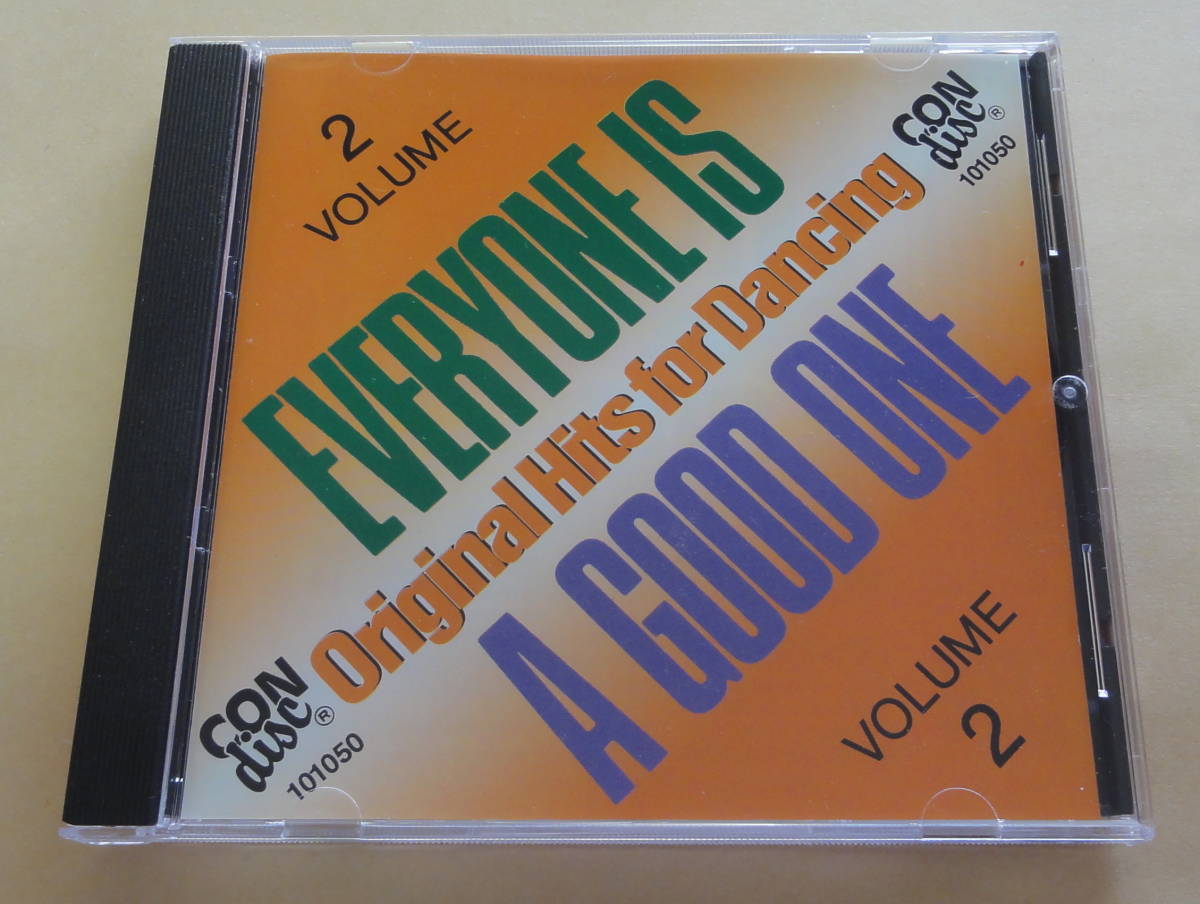 2
VOLUME
CON
disc®
101050
EVERYONE IS
Original Hits for Dancing
A GOOD ONE
CON
disc®
101050
VOLUME
2